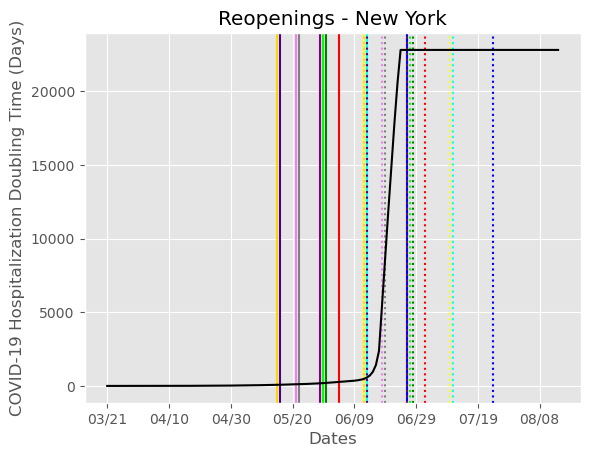 Reopenings - New York
COVID-19 Hospitalization Doubling Time (Days)
20000
15000
10000
5000
0
03/21 04/10 04/30 05/20 06/09 06/29 07/19 08/08
Dates